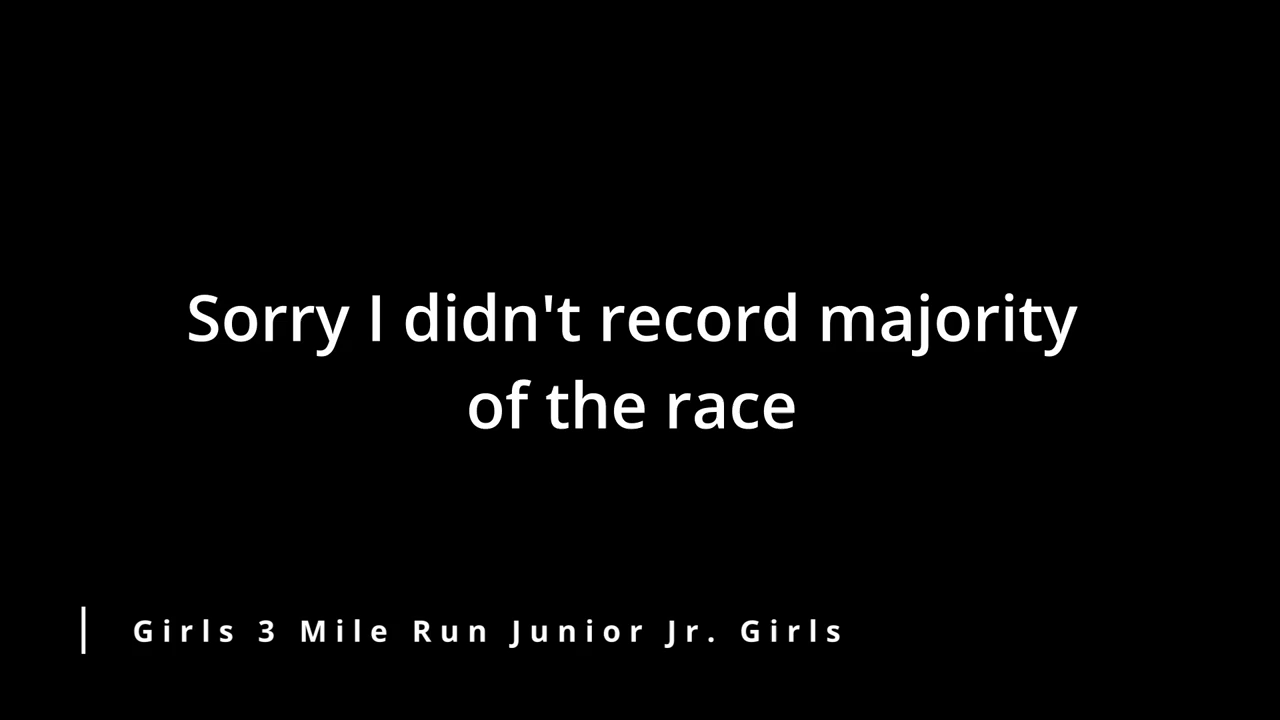 Sorry I didn't record majority
of the race
Girls 3 Mile Run Junior Jr. Girls